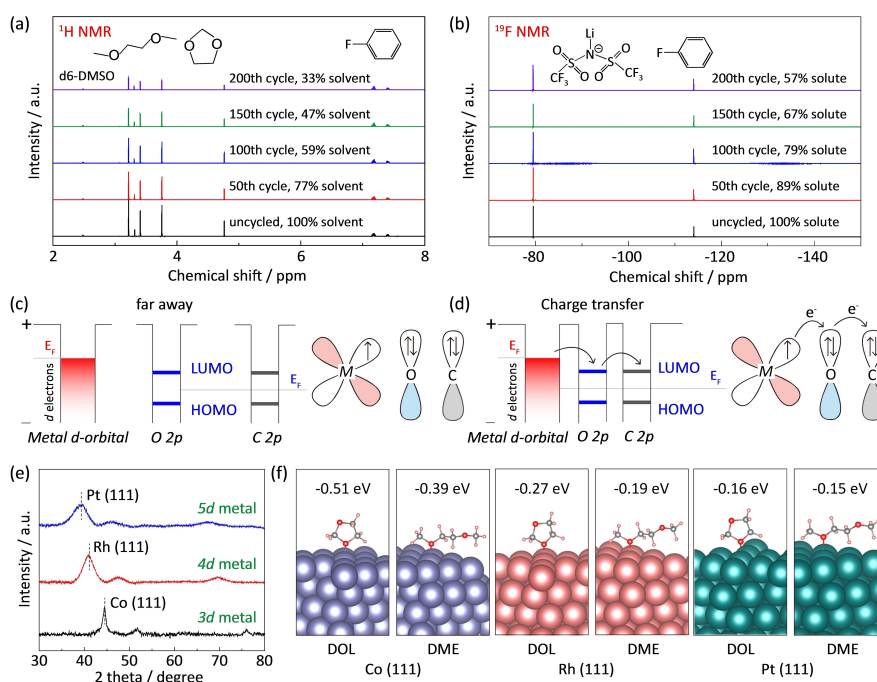 (a)
¹H NMR
O
O
O
O
F
d6-DMSO
200th cycle, 33% solvent
150th cycle, 47% solvent
100th cycle, 59% solvent
50th cycle, 77% solvent
uncycled, 100% solvent
Intensity / a.u.
2 4 6 8
Chemical shift / ppm
(b)
¹⁹F NMR
Li
O O
S N⊖ S
CF₃ O O CF₃
F
200th cycle, 57% solute
150th cycle, 67% solute
100th cycle, 79% solute
50th cycle, 89% solute
uncycled, 100% solute
Intensity / a.u.
-80 -100 -120 -140
Chemical shift / ppm
(c)
far away
+
E_F
d electrons
−
LUMO
E_F
HOMO
Metal d-orbital O 2p C 2p
M O C
(d)
Charge transfer
+
E_F
d electrons
−
LUMO
E_F
HOMO
Metal d-orbital O 2p C 2p
e⁻ e⁻
M O C
(e)
Pt (111)
5d metal
Rh (111)
4d metal
Co (111)
3d metal
Intensity / a.u.
30 40 50 60 70 80
2 theta / degree
(f)
-0.51 eV -0.39 eV -0.27 eV -0.19 eV -0.16 eV -0.15 eV
DOL DME DOL DME DOL DME
Co (111) Rh (111) Pt (111)